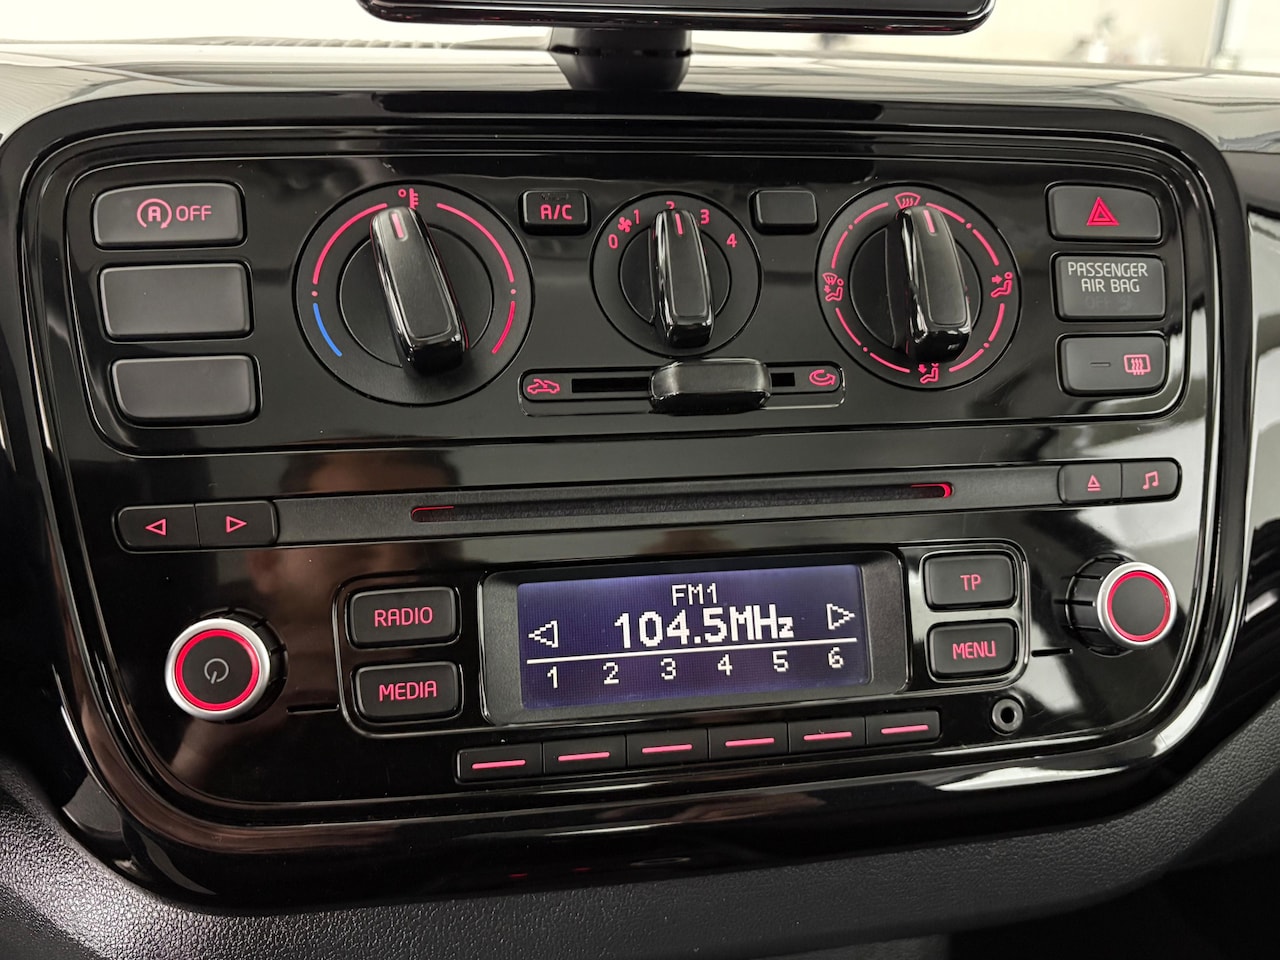 A OFF
A/C
0 1 2 3 4
PASSENGER
AIR BAG
RADIO
MEDIA
FM1
104.5MHz
1 2 3 4 5 6
TP
MENU